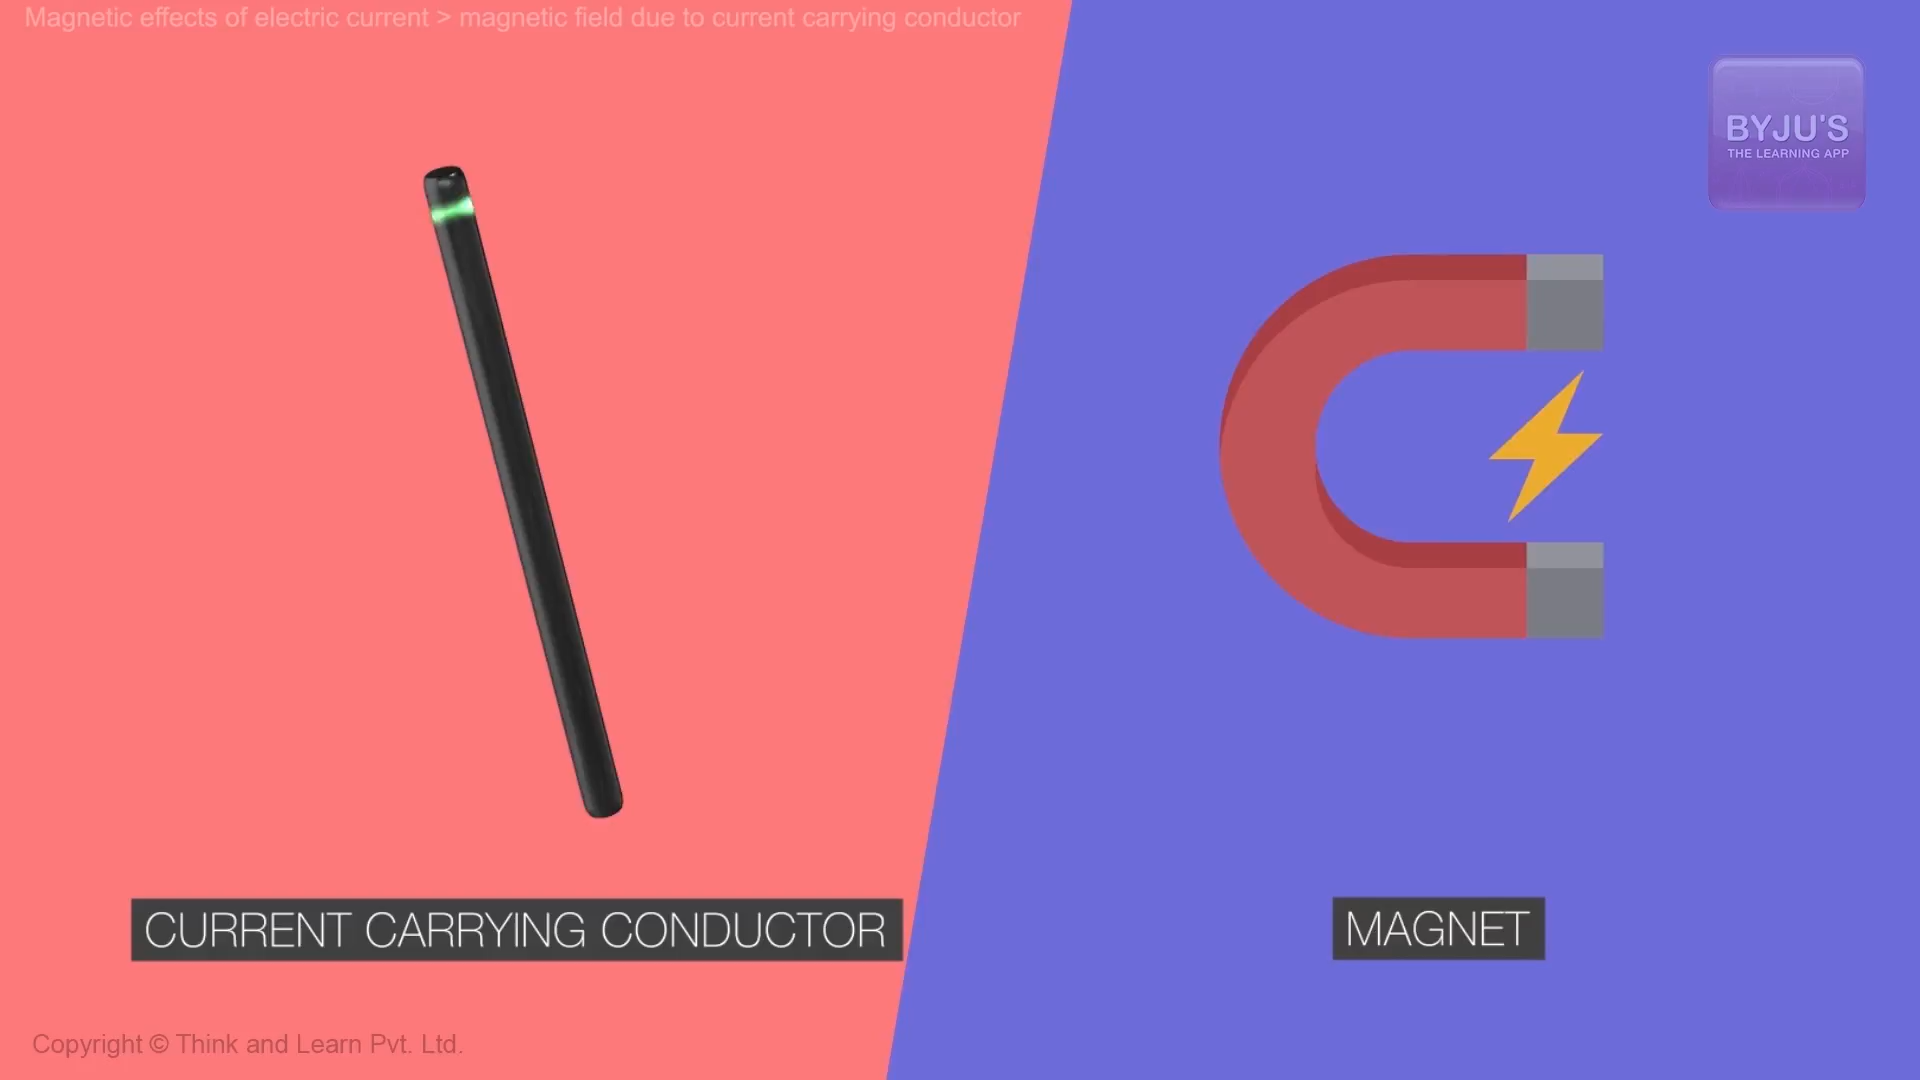 Magnetic effects of electric current > magnetic field due to current carrying conductor
BYJU'S
THE LEARNING APP
CURRENT CARRYING CONDUCTOR
MAGNET
Copyright © Think and Learn Pvt. Ltd.